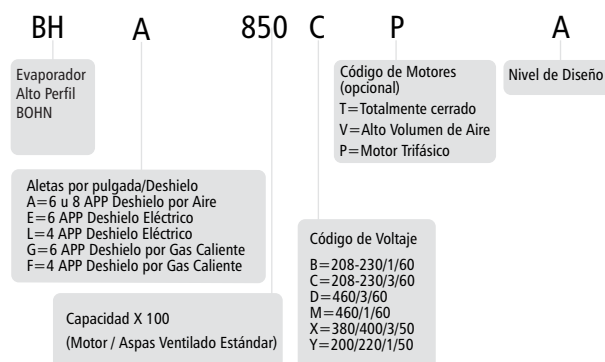 BH A 850 C P A
Evaporador
Alto Perfil
BOHN
Código de Motores
(opcional)
T=Totalmente cerrado
V=Alto Volumen de Aire
P=Motor Trifásico
Nivel de Diseño
Aletas por pulgada/Deshielo
A=6 u 8 APP Deshielo por Aire
E=6 APP Deshielo Eléctrico
L=4 APP Deshielo Eléctrico
G=6 APP Deshielo por Gas Caliente
F=4 APP Deshielo por Gas Caliente
Código de Voltaje
B=208-230/1/60
C=208-230/3/60
D=460/3/60
M=460/1/60
X=380/400/3/50
Y=200/220/1/50
Capacidad X 100
(Motor / Aspas Ventilado Estándar)